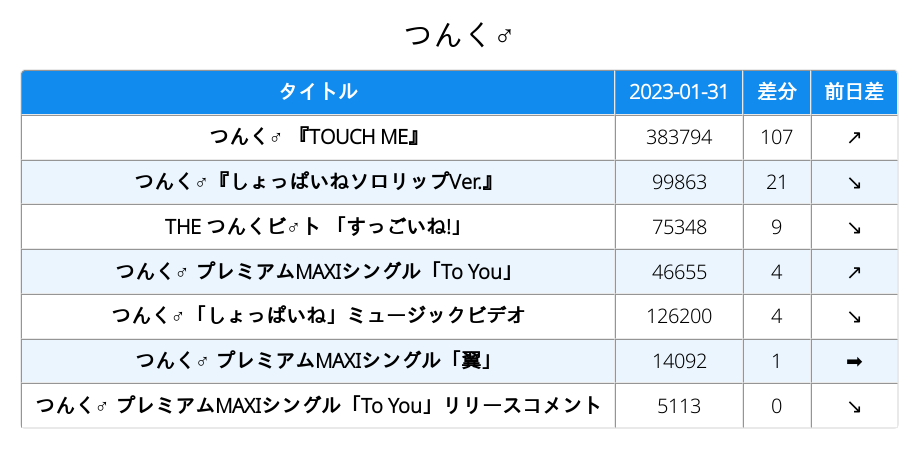 つんく♂
タイトル 2023-01-31 差分 前日差
つんく♂ 『TOUCH ME』 383794 107 ↗
つんく♂『しょっぱいねソロリップVer.』 99863 21 ↘
THE つんくビ♂ト 「すっごいね!」 75348 9 ↘
つんく♂ プレミアムMAXIシングル「To You」 46655 4 ↗
つんく♂「しょっぱいね」ミュージックビデオ 126200 4 ↘
つんく♂ プレミアムMAXIシングル「翼」 14092 1 ➡
つんく♂ プレミアムMAXIシングル「To You」リリースコメント 5113 0 ↘